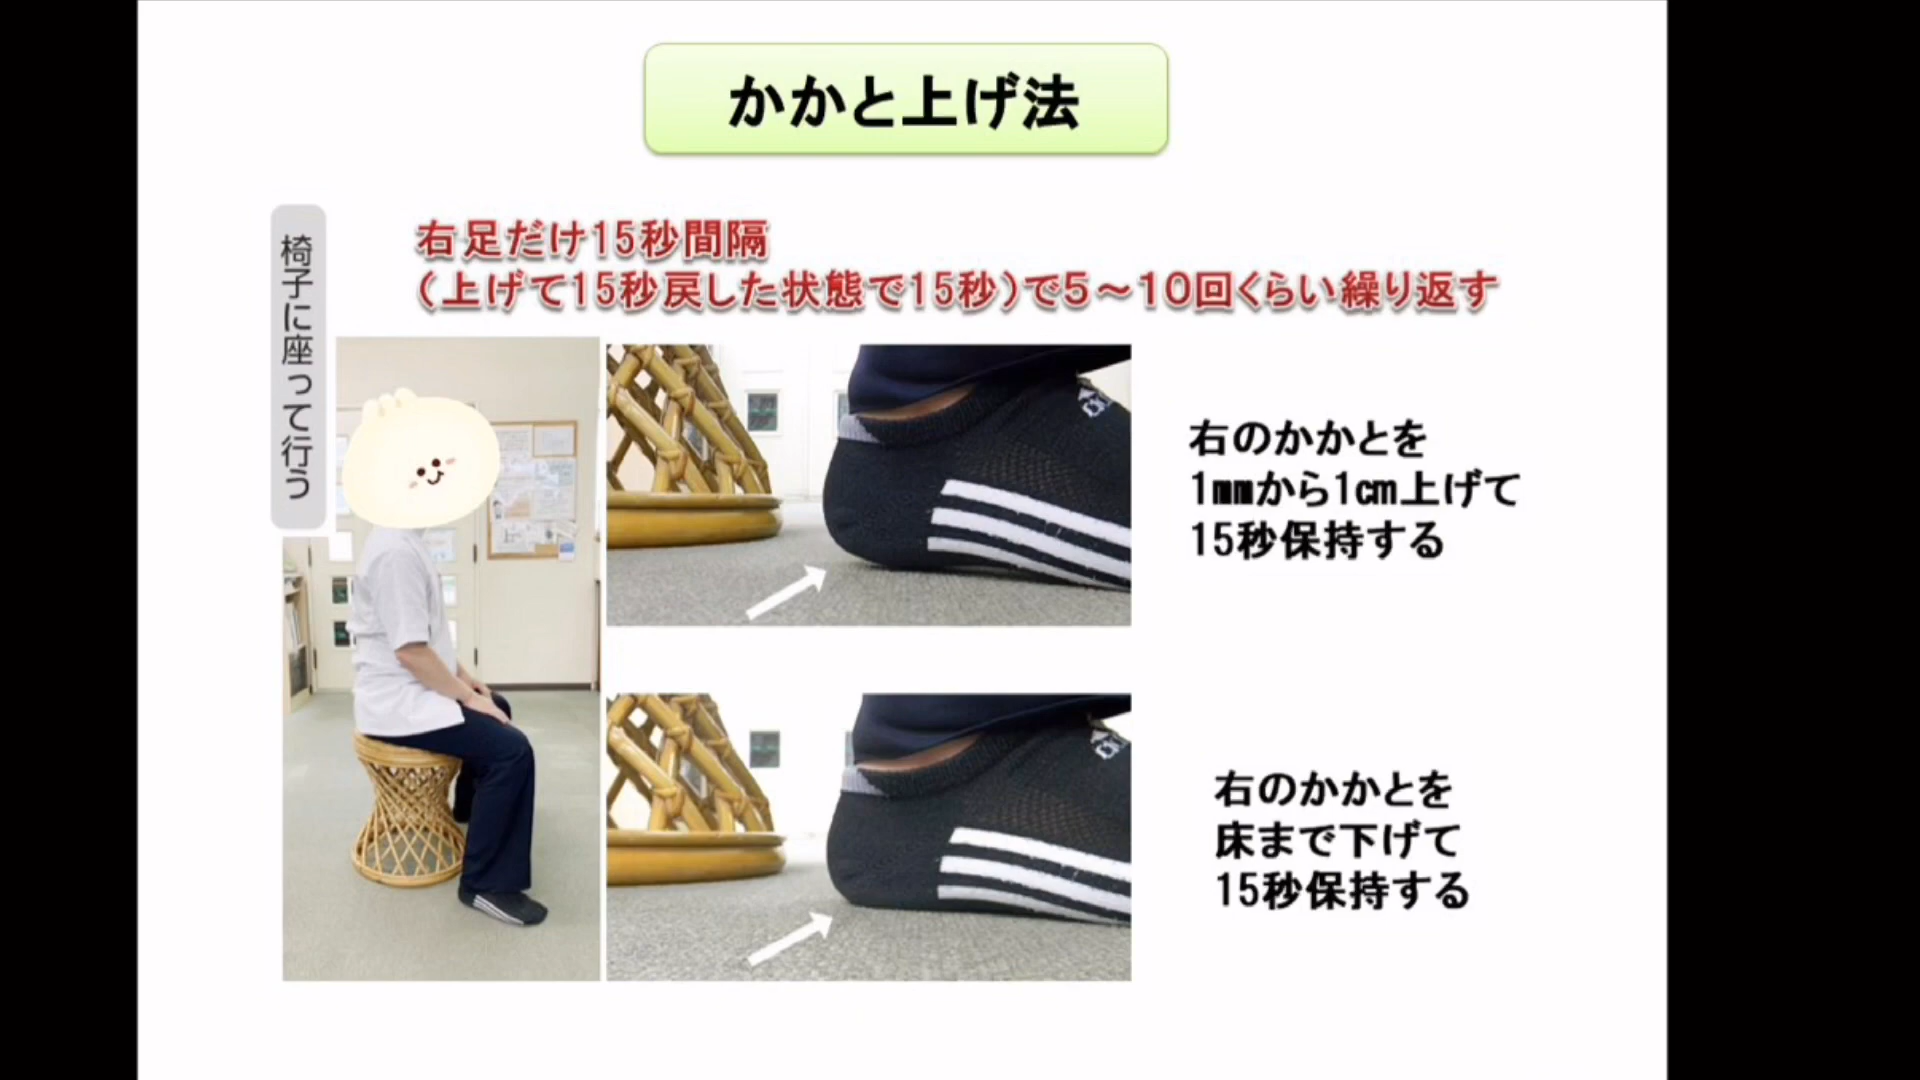 かかと上げ法
椅子に座って行う
右足だけ15秒間隔
（上げて15秒戻した状態で15秒）で5～10回くらい繰り返す
右のかかとを
1㎜から1㎝上げて
15秒保持する
右のかかとを
床まで下げて
15秒保持する